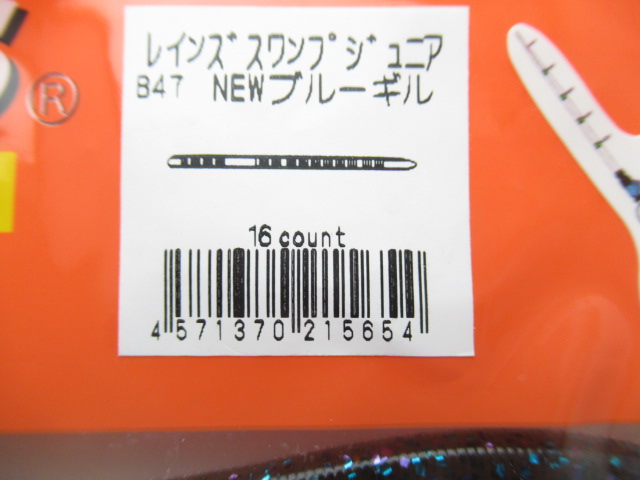 ®
レインズ スワンプジュニア
B47 NEWブルーギル
16 count
4 571370 215654